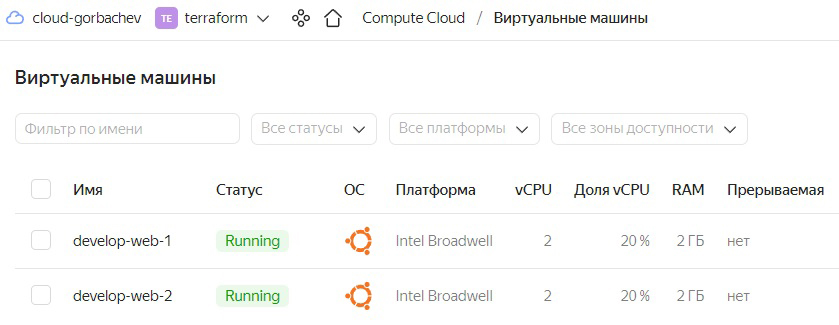 cloud-gorbachev TE terraform Compute Cloud / Виртуальные машины
Виртуальные машины
Фильтр по имени Все статусы Все платформы Все зоны доступности
Имя Статус ОС Платформа vCPU Доля vCPU RAM Прерываемая
develop-web-1 Running Intel Broadwell 2 20 % 2 ГБ нет
develop-web-2 Running Intel Broadwell 2 20 % 2 ГБ нет